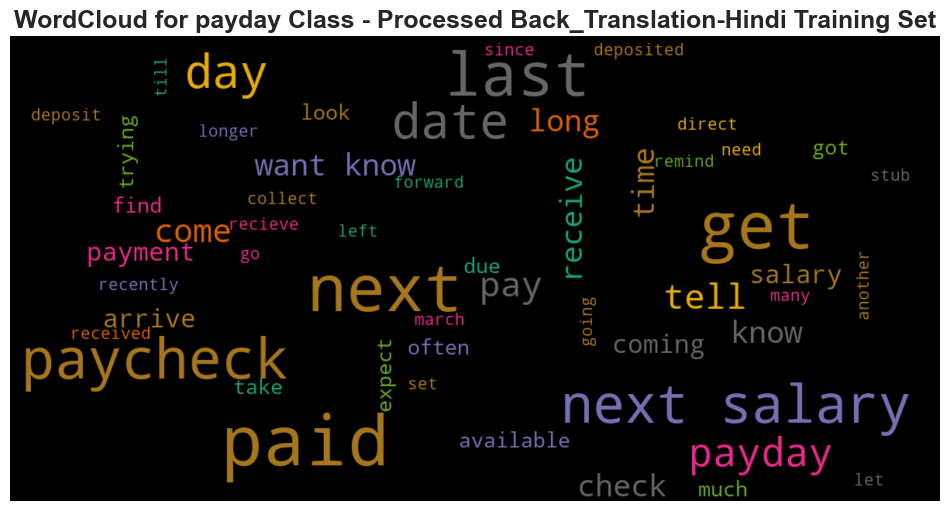 WordCloud for payday Class - Processed Back_Translation-Hindi Training Set
since
deposited
till
day
last
deposit
look
date
long
longer
trying
direct
need
got
want know
remind
time
receive
forward
stub
collect
find
get
come
recieve
left
payment
go
due
salary
another
recently
next
pay
tell
many
arrive
march
going
received
know
paycheck
often
coming
expect
take
set
next salary
paid
available
payday
check
much
let